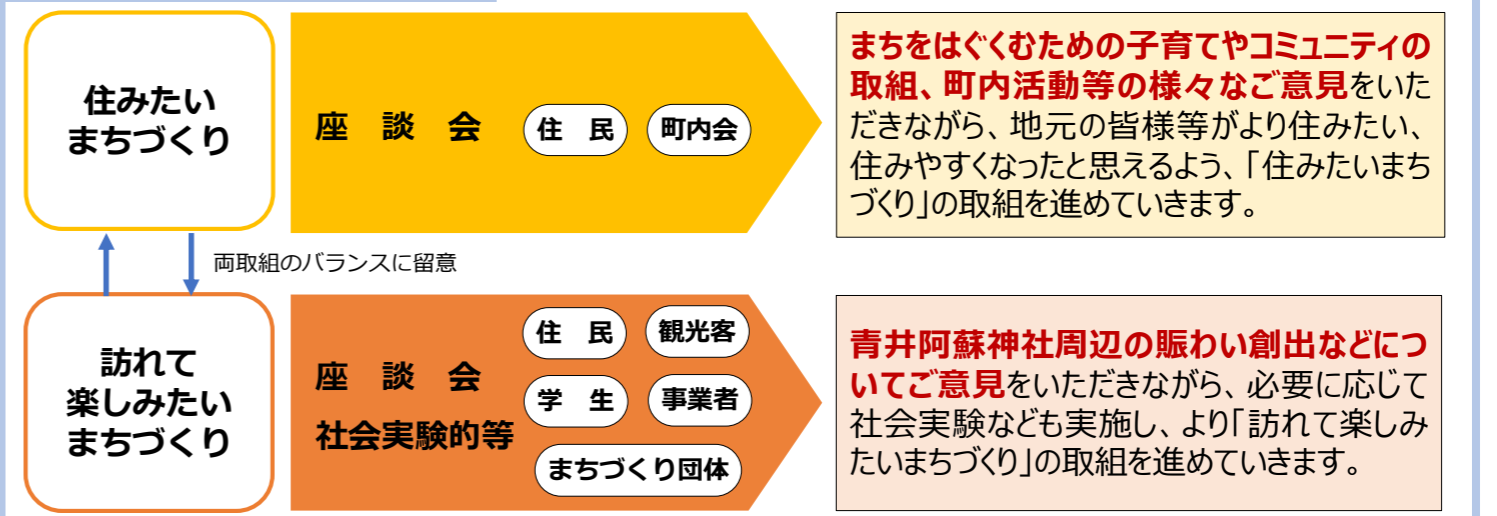 住みたい
まちづくり
座 談 会
住 民
町内会
まちをはぐくむための子育てやコミュニティの
取組、町内活動等の様々なご意見をいた
だきながら、地元の皆様等がより住みたい、
住みやすくなったと思えるよう、「住みたいまち
づくり」の取組を進めていきます。
両取組のバランスに留意
訪れて
楽しみたい
まちづくり
座 談 会
社会実験的等
住 民
観光客
学 生
事業者
まちづくり団体
青井阿蘇神社周辺の賑わい創出などにつ
いてご意見をいただきながら、必要に応じて
社会実験なども実施し、より「訪れて楽しみ
たいまちづくり」の取組を進めていきます。